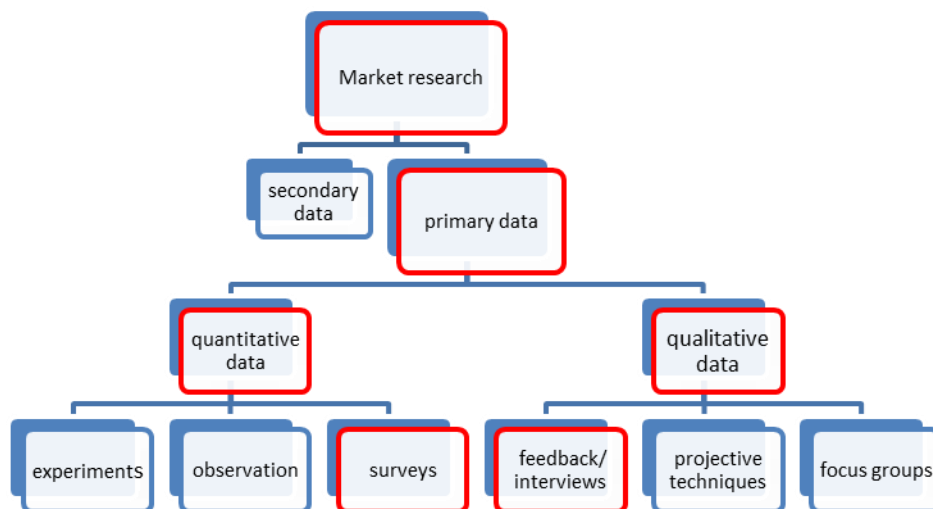 Market research
secondary
data
primary data
quantitative
data
qualitative
data
experiments
observation
surveys
feedback/
interviews
projective
techniques
focus groups